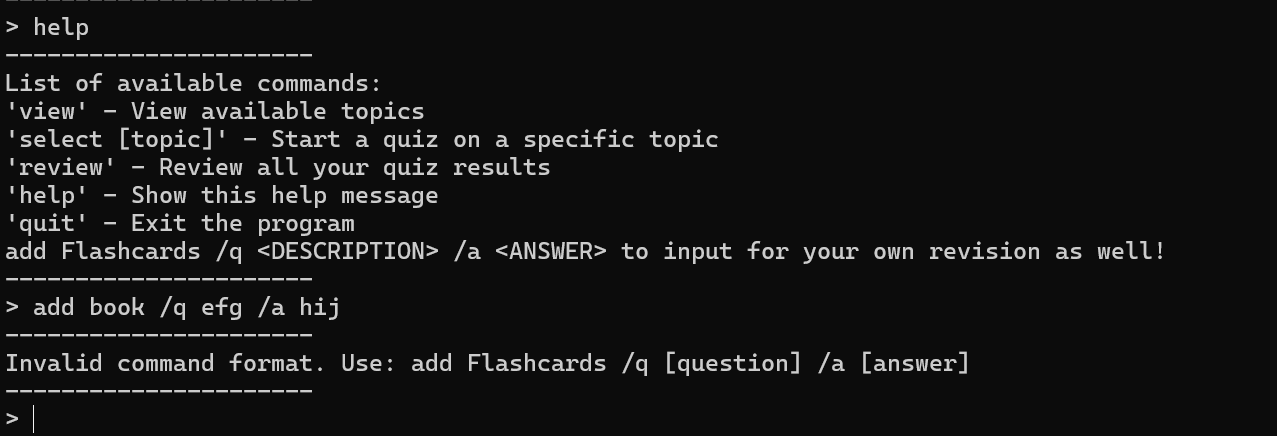 ----------------------
> help
----------------------
List of available commands:
'view' - View available topics
'select [topic]' - Start a quiz on a specific topic
'review' - Review all your quiz results
'help' - Show this help message
'quit' - Exit the program
add Flashcards /q <DESCRIPTION> /a <ANSWER> to input for your own revision as well!
----------------------
> add book /q efg /a hij
----------------------
Invalid command format. Use: add Flashcards /q [question] /a [answer]
----------------------
>